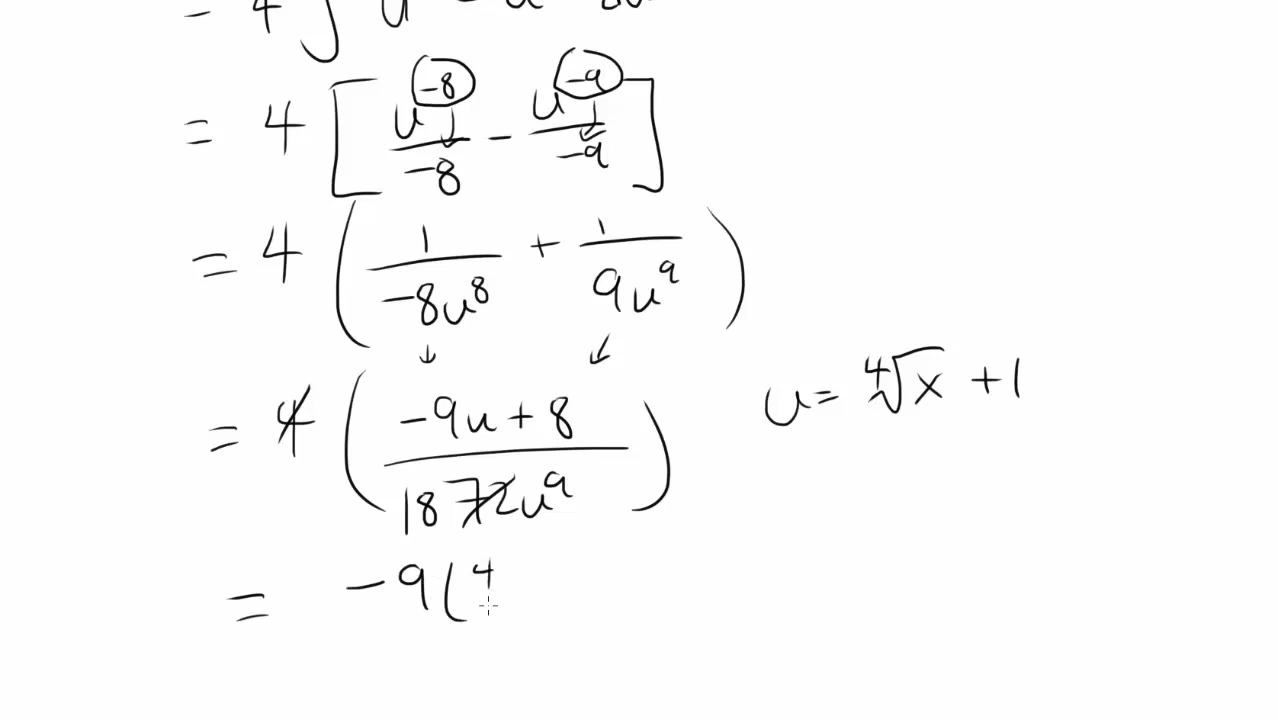 = 4 [ u^-8 / -8 - u^-9 / -9 ]
= 4 ( 1 / -8u^8 + 1 / 9u^9 )
= 4 ( -9u + 8 / 18 72u^9 ) u = ∜x + 1
= -9( 4